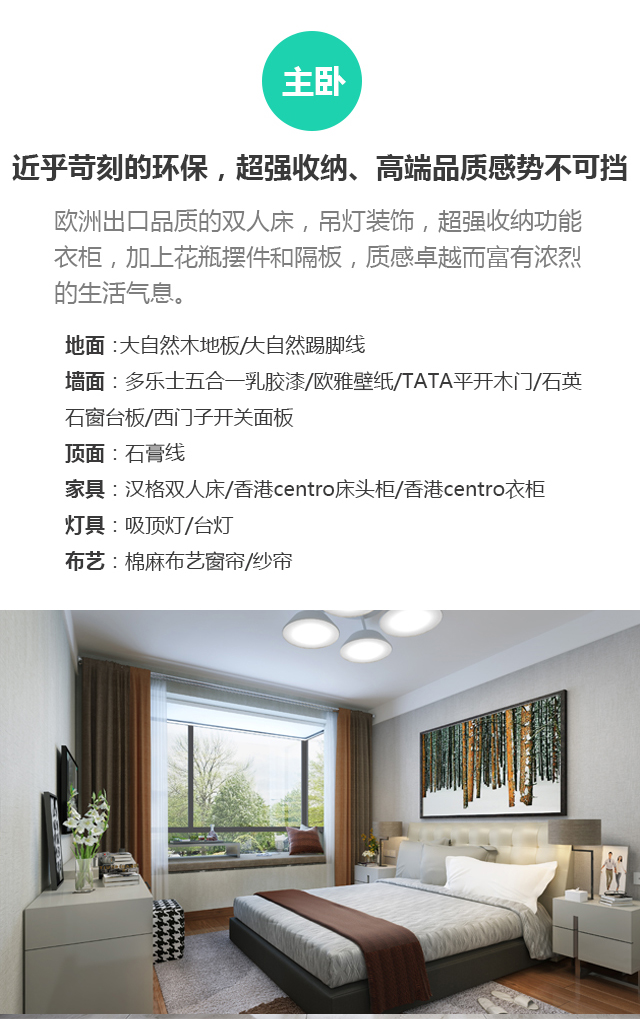 主卧
近乎苛刻的环保，超强收纳、高端品质感势不可挡
欧洲出口品质的双人床，吊灯装饰，超强收纳功能
衣柜，加上花瓶摆件和隔板，质感卓越而富有浓烈
的生活气息。
地面：大自然木地板/大自然踢脚线
墙面：多乐士五合一乳胶漆/欧雅壁纸/TATA平开木门/石英
石窗台板/西门子开关面板
顶面：石膏线
家具：汉格双人床/香港centro床头柜/香港centro衣柜
灯具：吸顶灯/台灯
布艺：棉麻布艺窗帘/纱帘